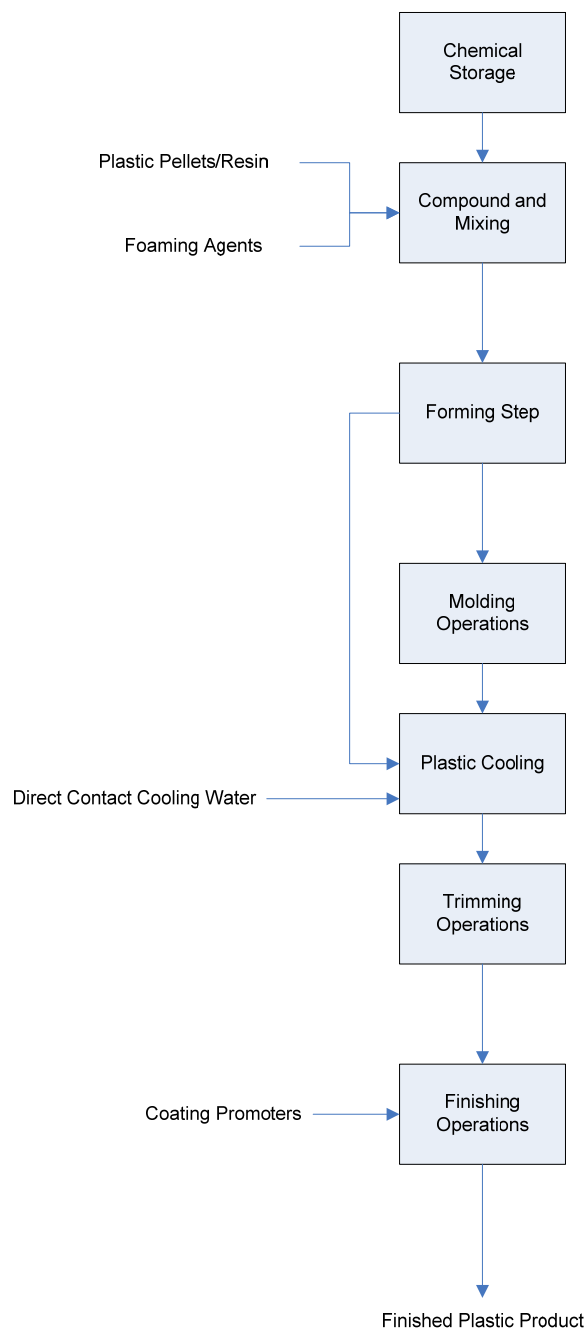 Chemical
Storage
Plastic Pellets/Resin
Compound and
Mixing
Foaming Agents
Forming Step
Molding
Operations
Plastic Cooling
Direct Contact Cooling Water
Trimming
Operations
Finishing
Operations
Coating Promoters
Finished Plastic Product